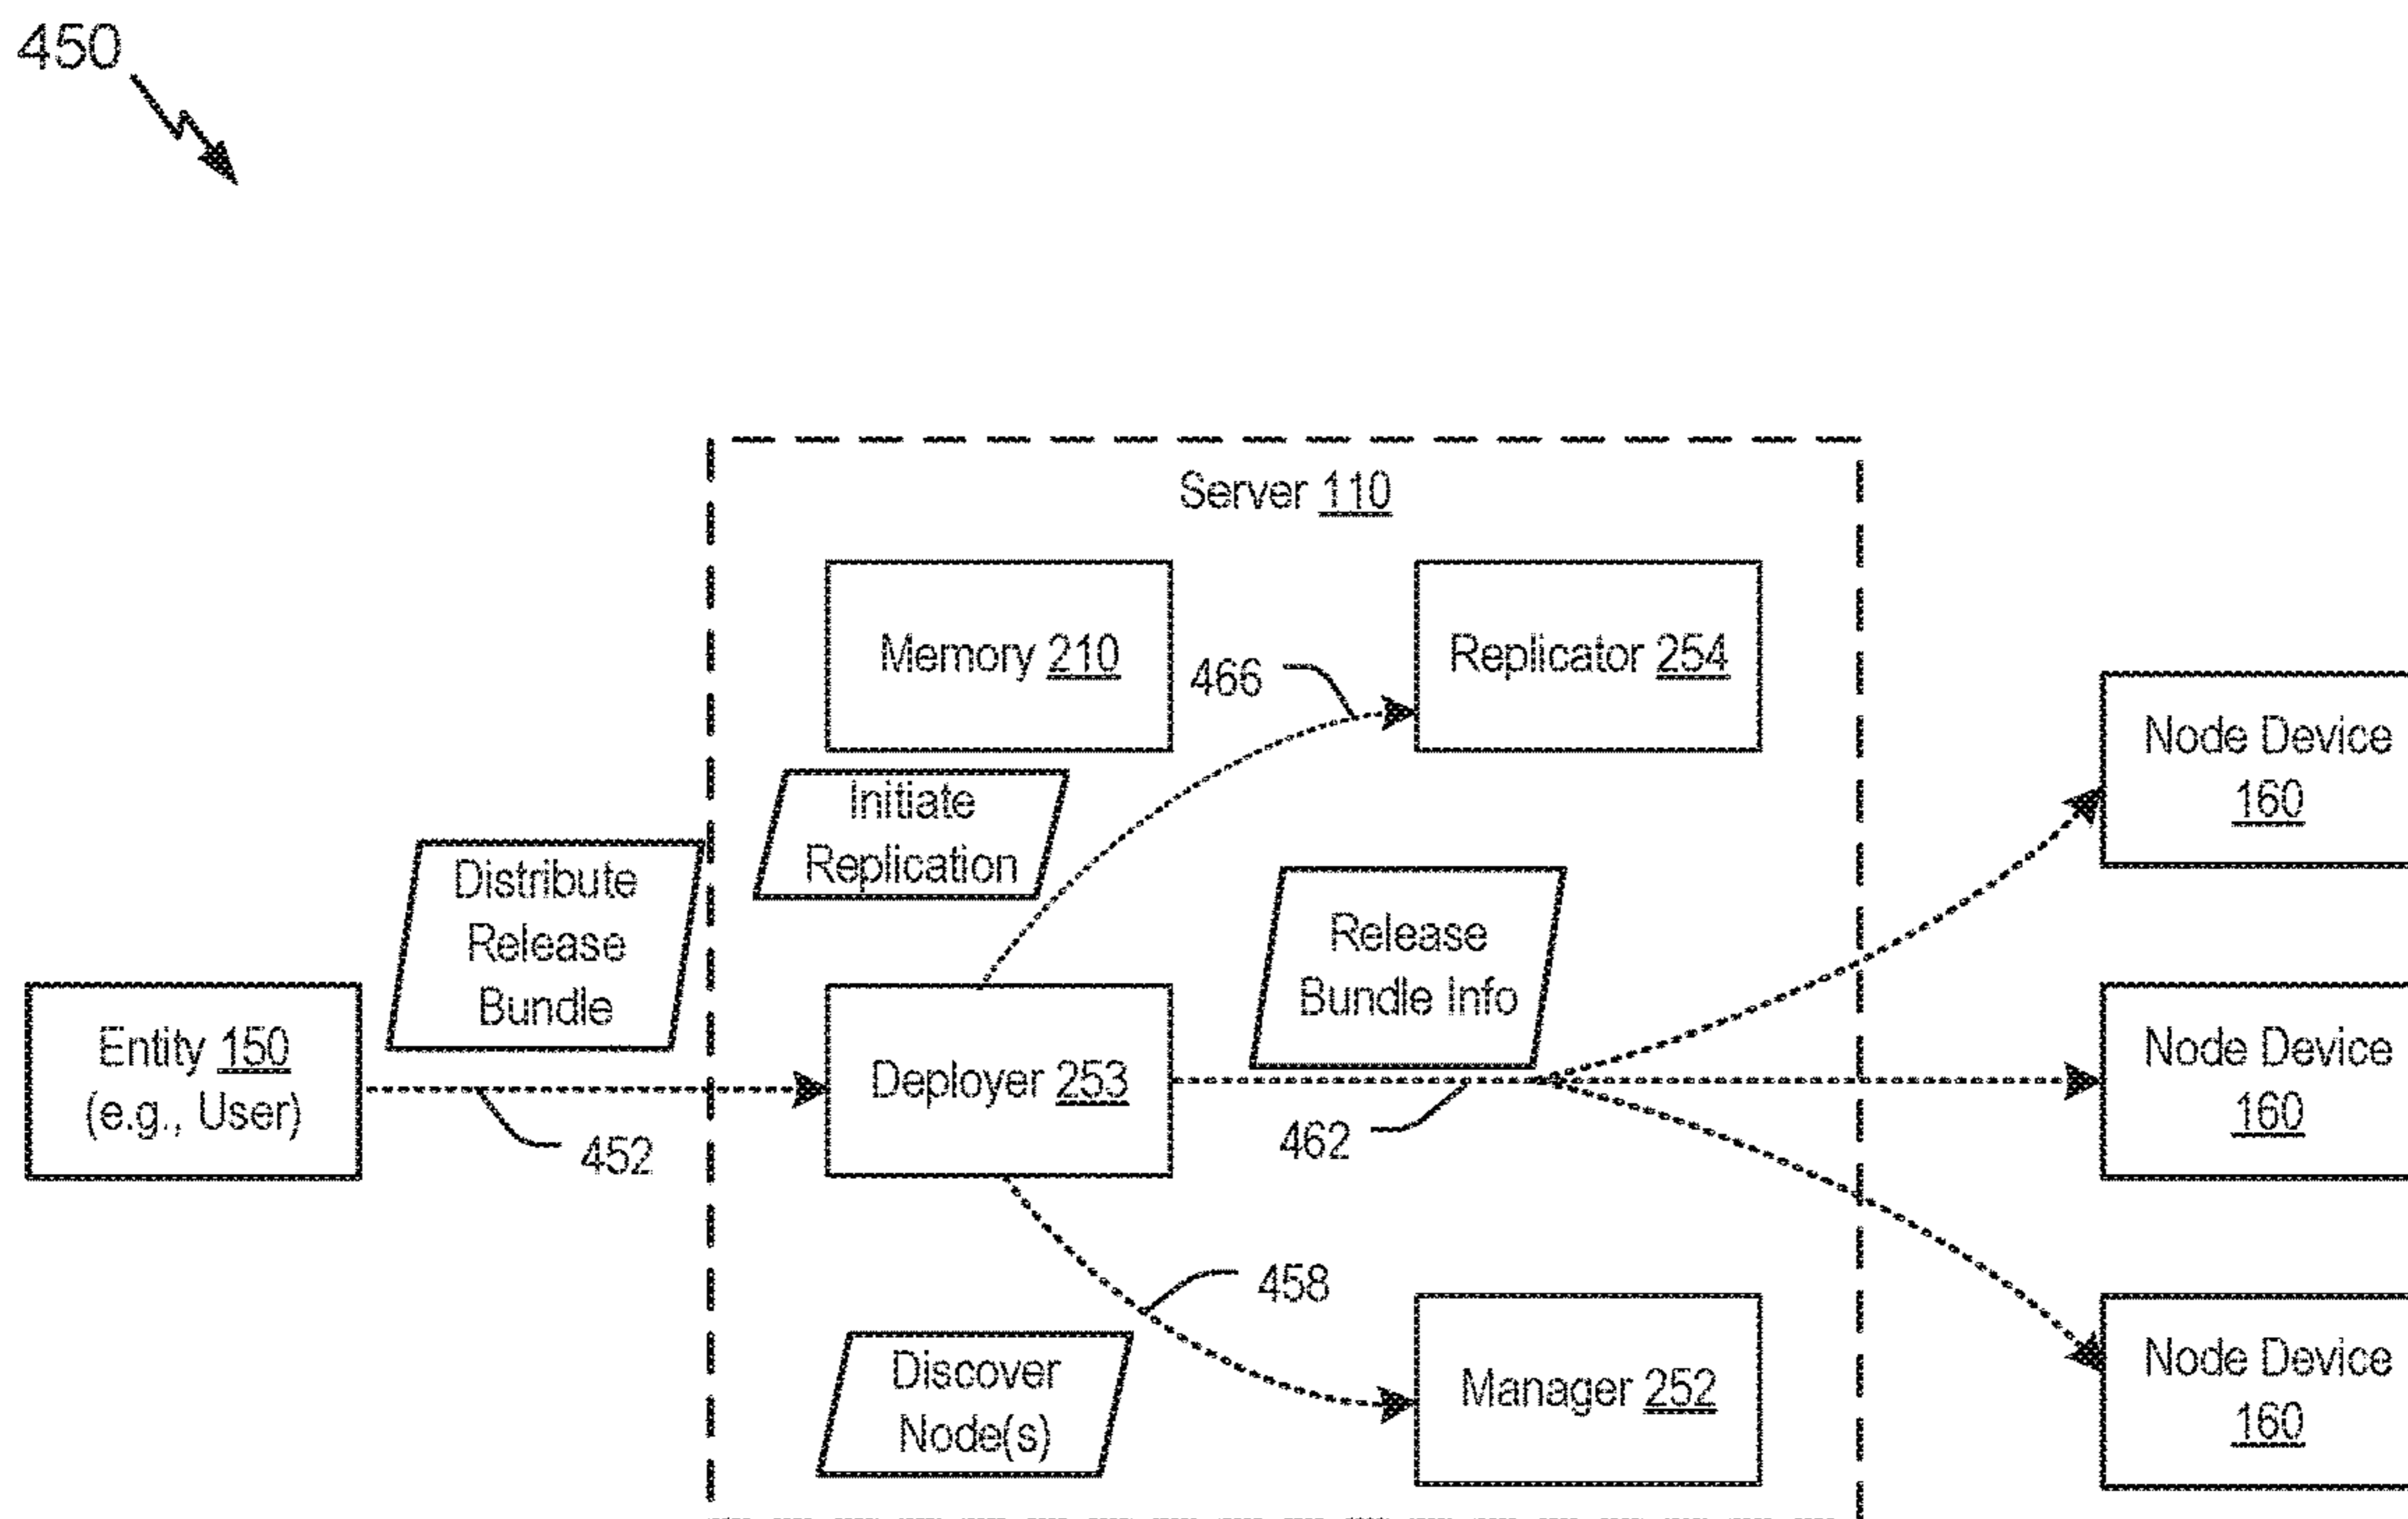 450
Server 110
Memory 210
Replicator 254
466
Initiate
Replication
Distribute
Release
Bundle
Release
Bundle Info
Node Device
160
Entity 150
(e.g., User)
452
Deployer 253
462
Node Device
160
458
Discover
Node(s)
Manager 252
Node Device
160